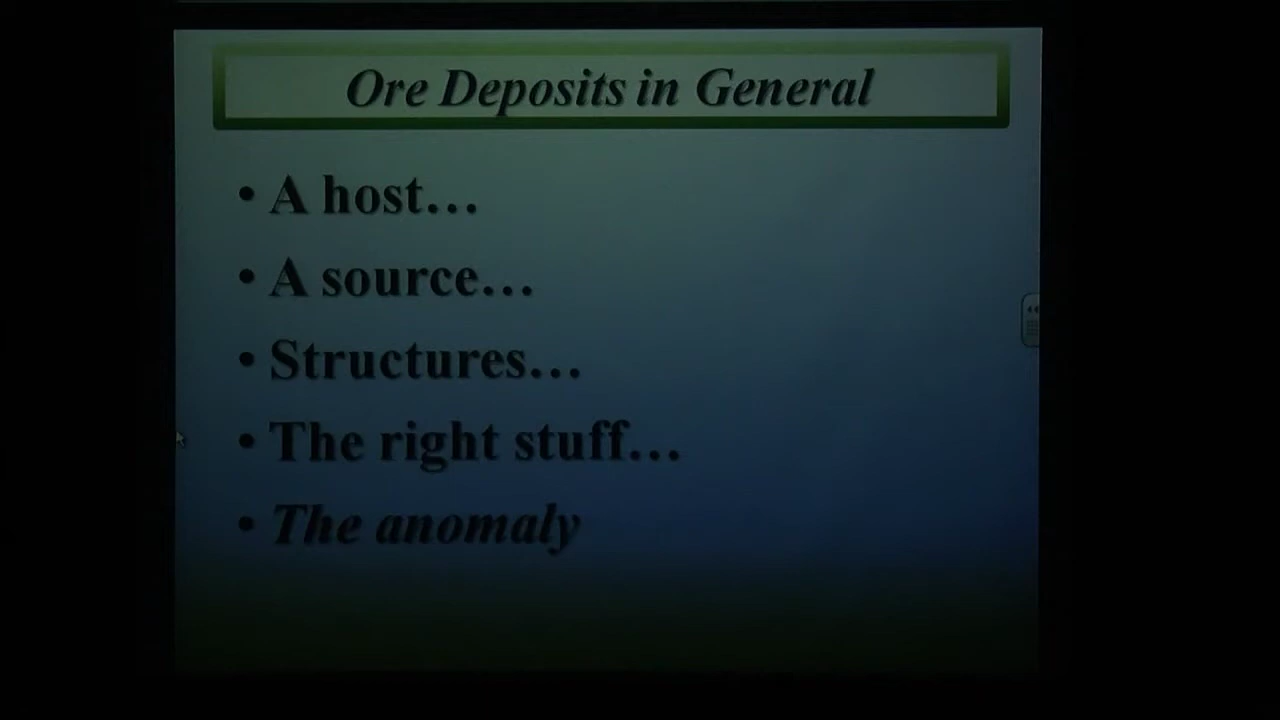 Ore Deposits in General
• A host…
• A source…
• Structures…
• The right stuff…
• The anomaly